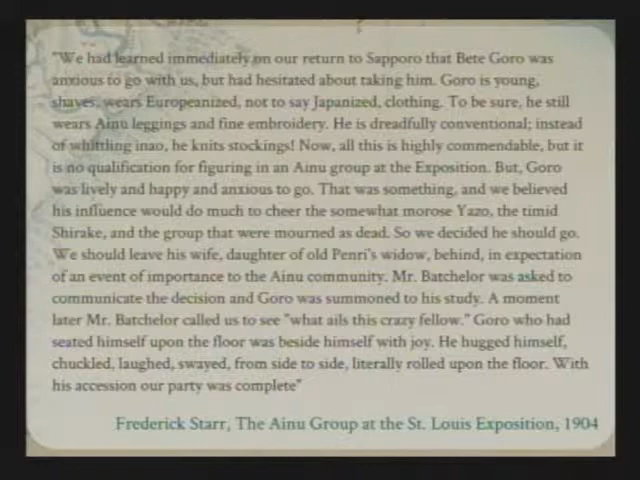 "We had learned immediately on our return to Sapporo that Bete Goro was
anxious to go with us, but had hesitated about taking him. Goro is young,
shaves, wears Europeanized, not to say Japanized, clothing. To be sure, he still
wears Ainu leggings and fine embroidery. He is dreadfully conventional; instead
of whittling inao, he knits stockings! Now, all this is highly commendable, but it
is no qualification for figuring in an Ainu group at the Exposition. But, Goro
was lively and happy and anxious to go. That was something, and we believed
his influence would do much to cheer the somewhat morose Yazo, the timid
Shirake, and the group that were mourned as dead. So we decided he should go.
We should leave his wife, daughter of old Penri's widow, behind, in expectation
of an event of importance to the Ainu community. Mr. Batchelor was asked to
communicate the decision and Goro was summoned to his study. A moment
later Mr. Batchelor called us to see "what ails this crazy fellow." Goro who had
seated himself upon the floor was beside himself with joy. He hugged himself,
chuckled, laughed, swayed, from side to side, literally rolled upon the floor. With
his accession our party was complete"
Frederick Starr, The Ainu Group at the St. Louis Exposition, 1904